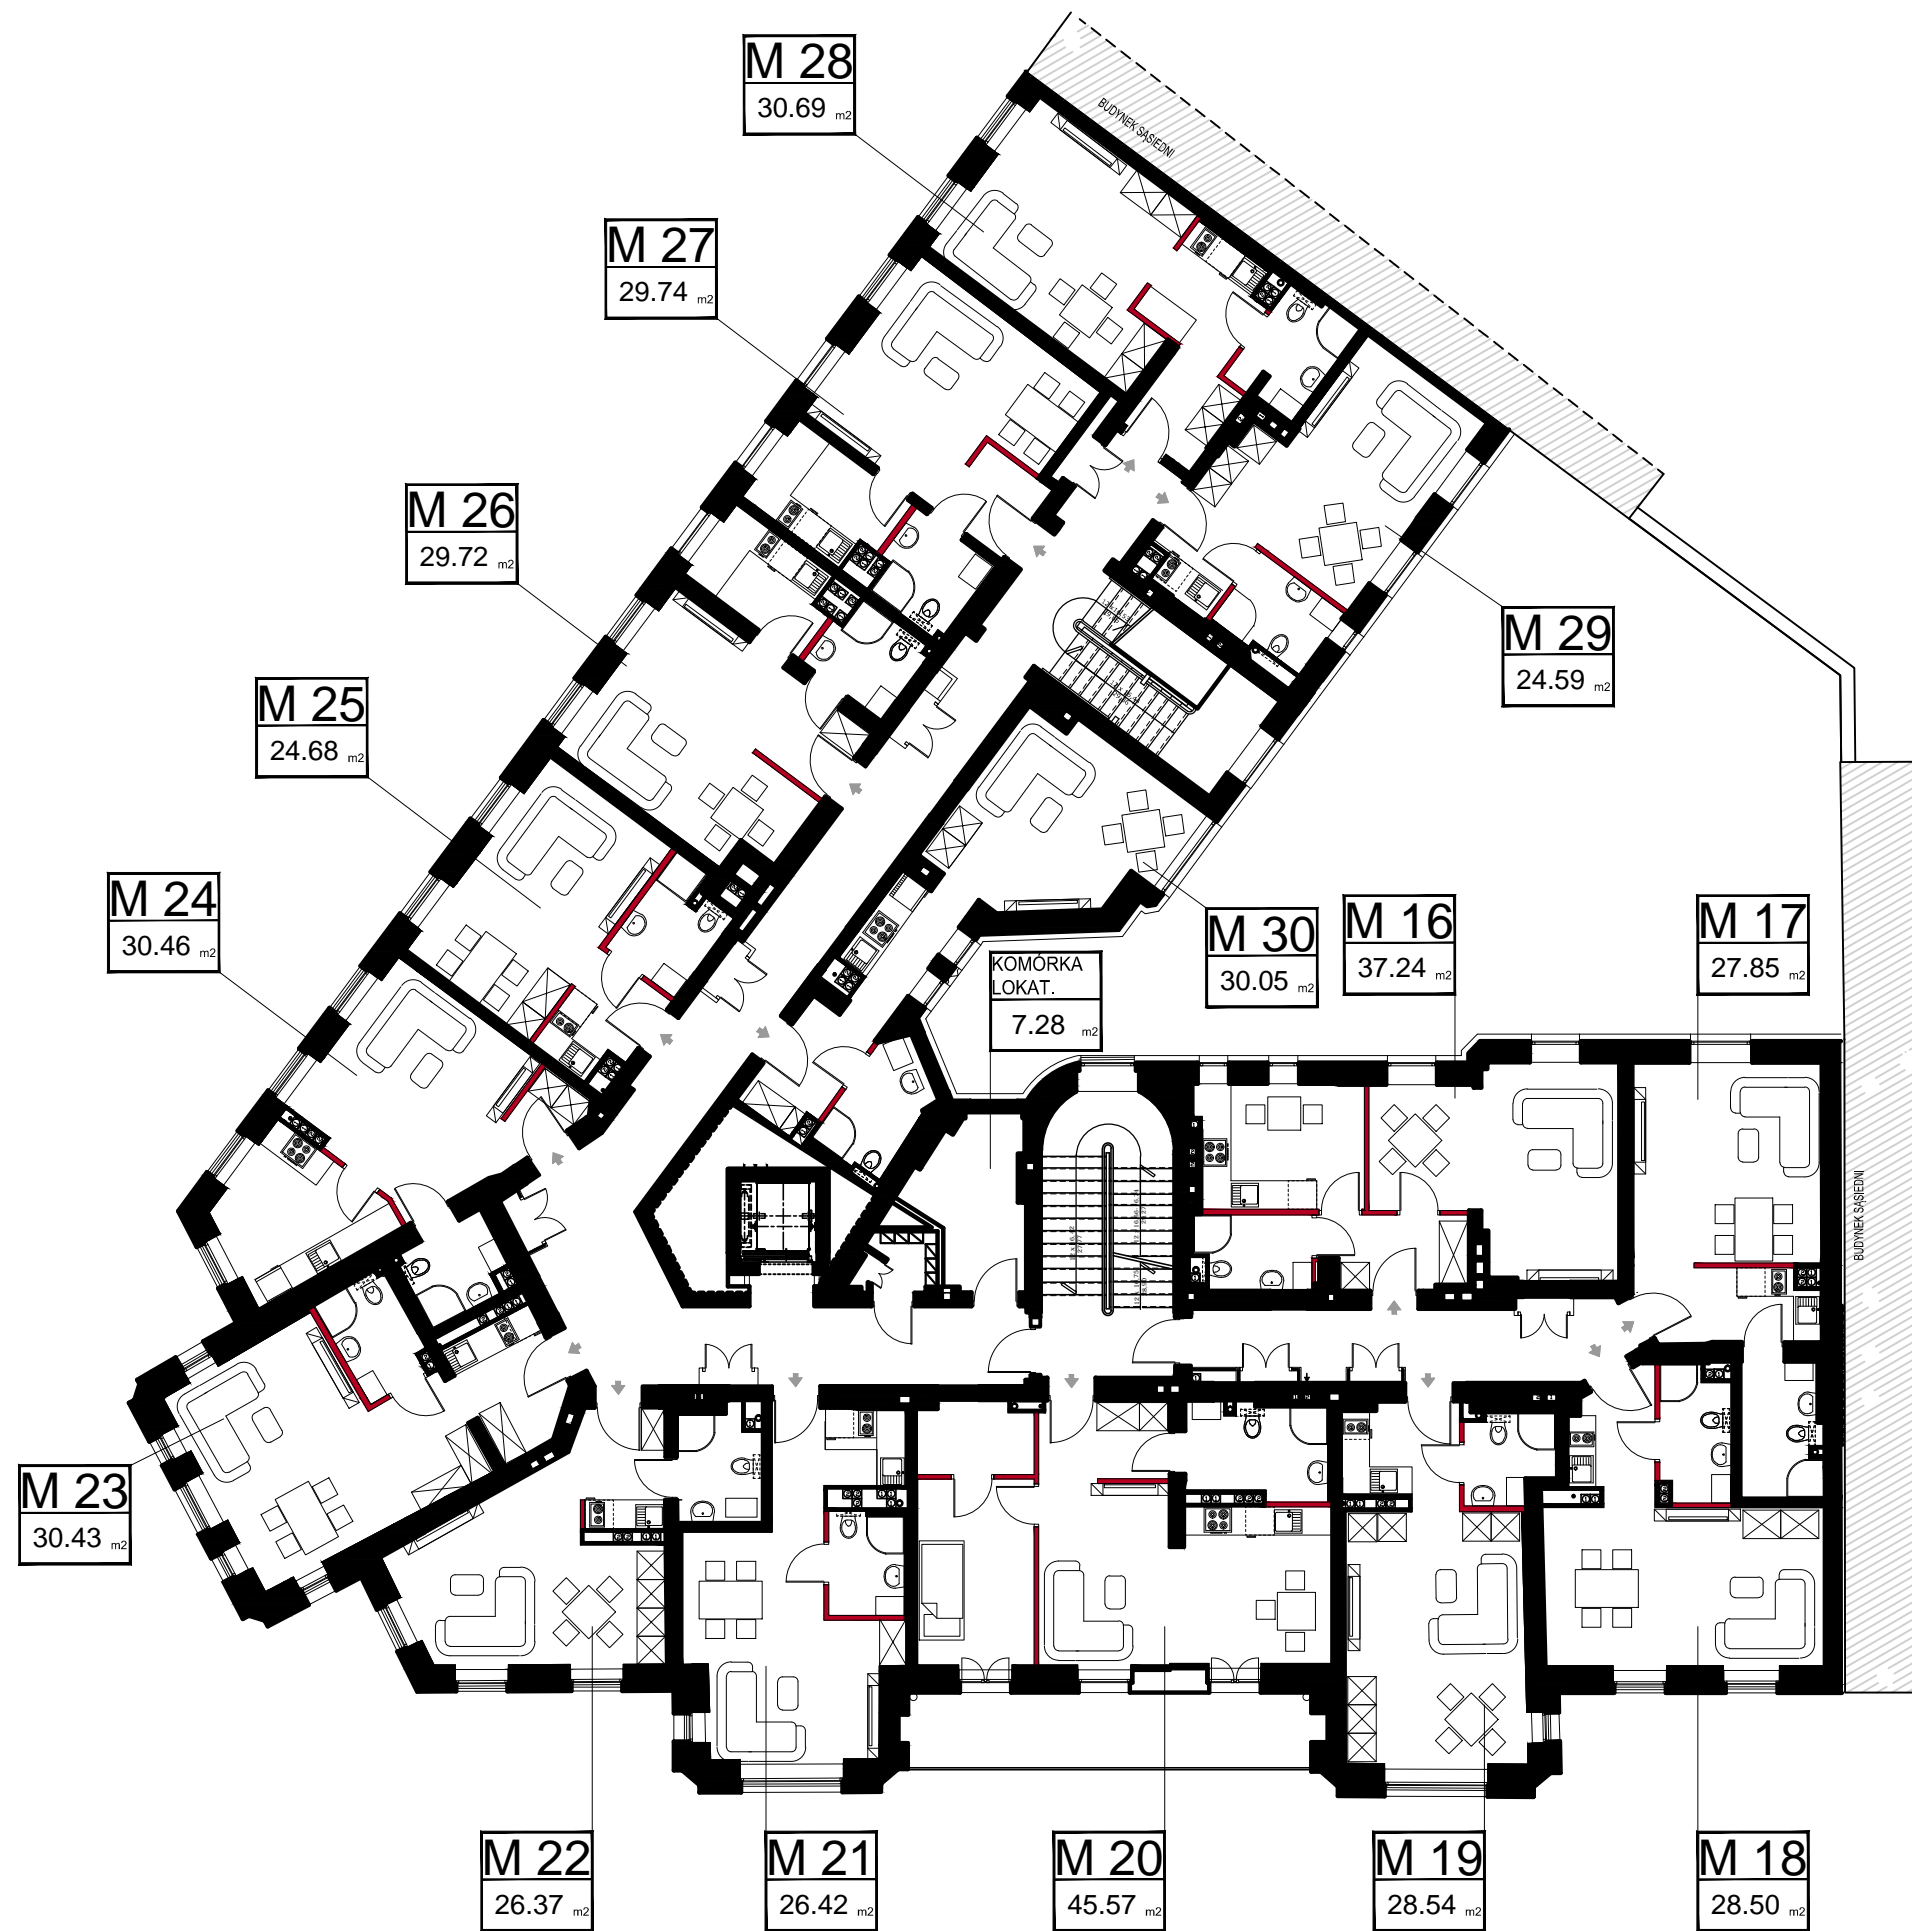 M 28
30.69 m2
BUDYNEK SĄSIEDNI
M 27
29.74 m2
M 26
29.72 m2
M 29
24.59 m2
M 25
24.68 m2
M 24
30.46 m2
M 30
30.05 m2
M 16
37.24 m2
M 17
27.85 m2
KOMÓRKA
LOKAT.
7.28 m2
BUDYNEK SĄSIEDNI
M 23
30.43 m2
M 22
26.37 m2
M 21
26.42 m2
M 20
45.57 m2
M 19
28.54 m2
M 18
28.50 m2